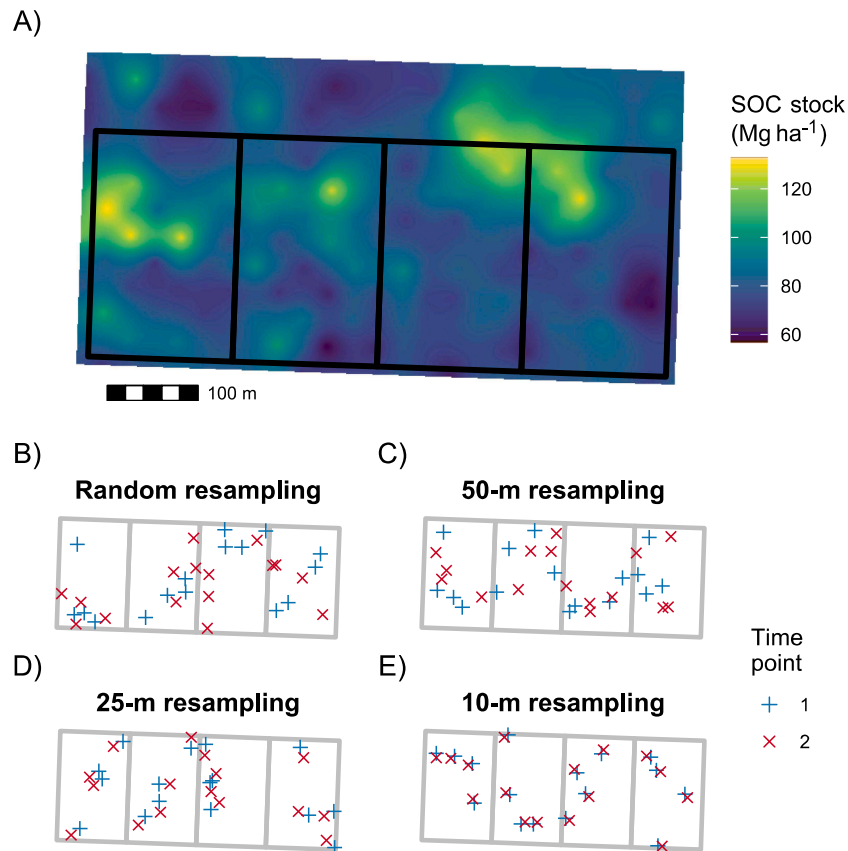 A)
SOC stock
(Mg ha⁻¹)
120
100
80
60
100 m
B)
Random resampling
C)
50-m resampling
D)
25-m resampling
E)
10-m resampling
Time
point
1
2